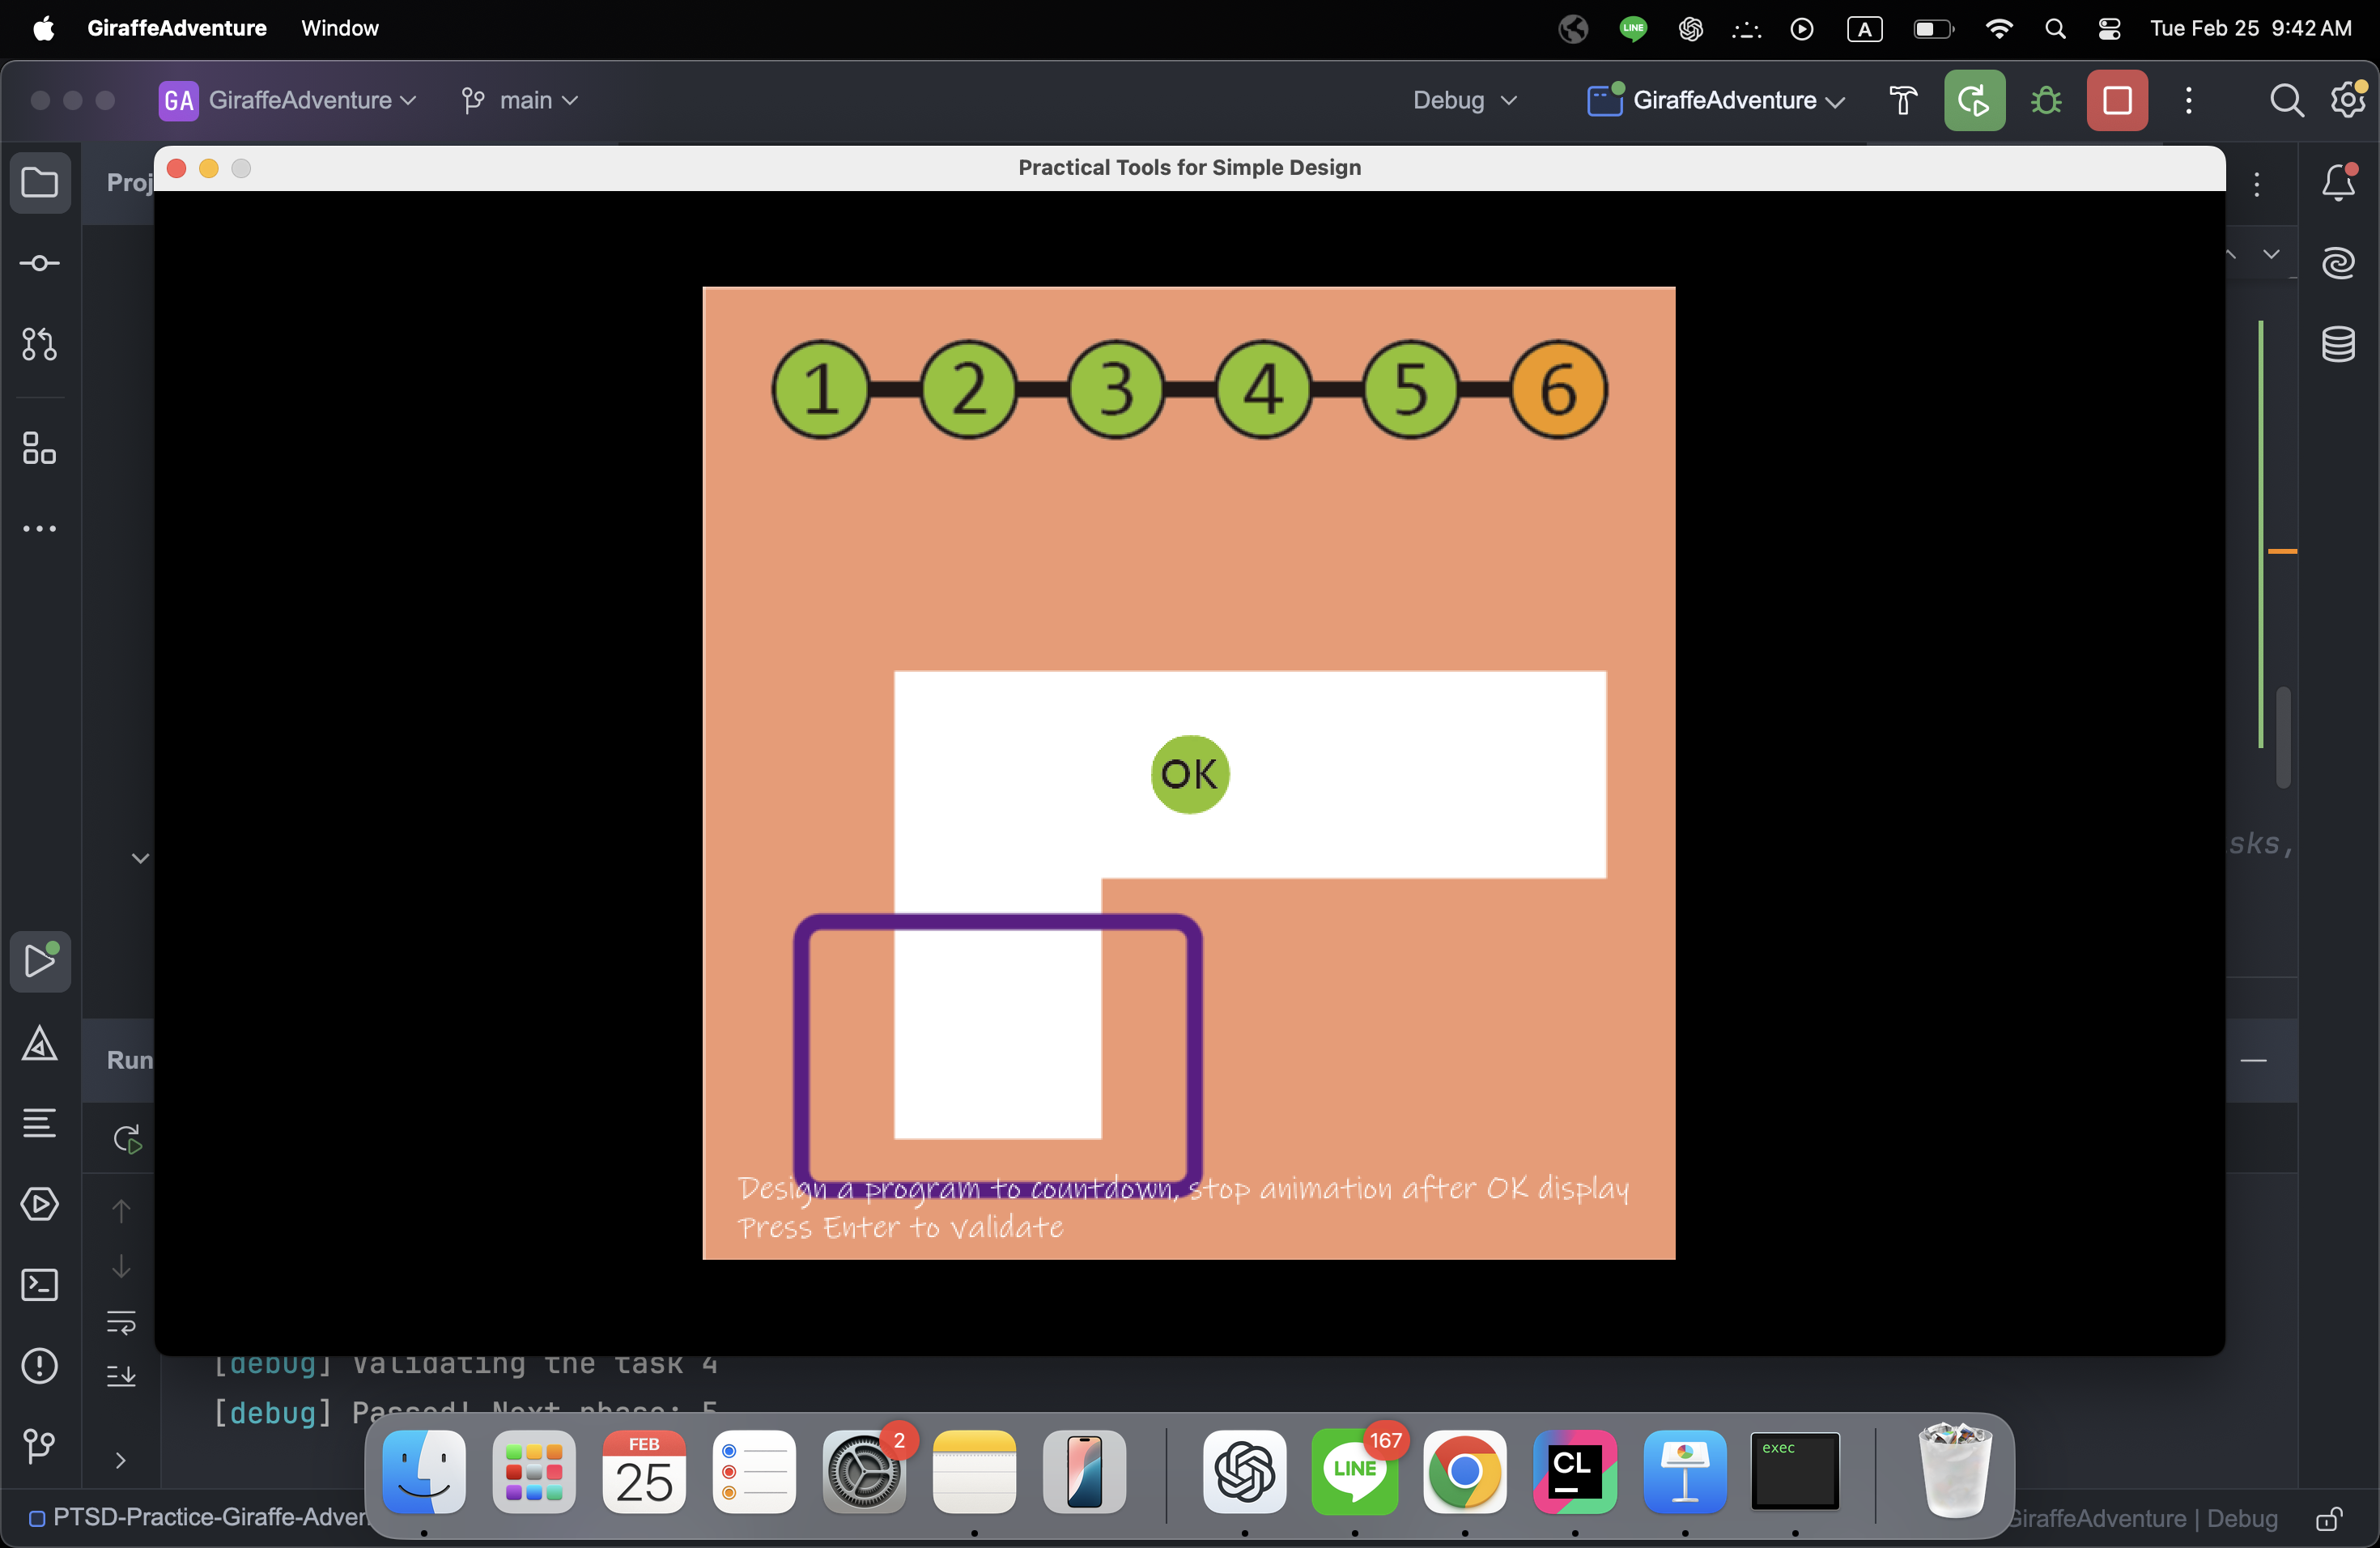 GiraffeAdventure Window
LINE
A
Tue Feb 25 9:42 AM
GA GiraffeAdventure main
Debug GiraffeAdventure
Proj
Practical Tools for Simple Design
1 2 3 4 5 6
OK
sks,
Design a program to countdown, stop animation after OK display
Press Enter to Validate
Run
[debug] Validating the task 4
[debug] Passed! Next phase: 5
FEB
25
2
LINE
167
CL
exec
PTSD-Practice-Giraffe-Adven
GiraffeAdventure | Debug